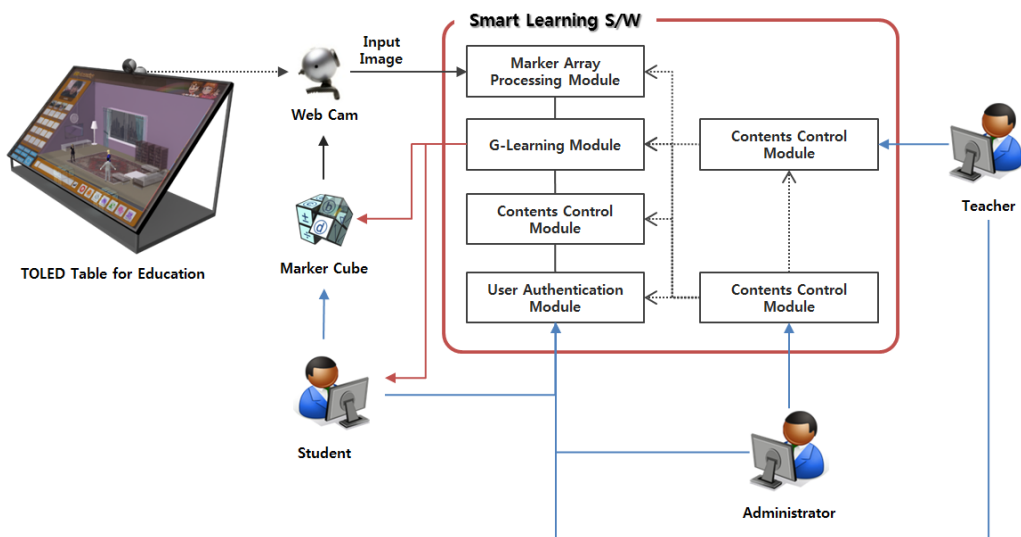 Smart Learning S/W
Input
Image
Marker Array
Processing Module
Web Cam
G-Learning Module
Contents Control
Module
Teacher
Contents Control
Module
TOLED Table for Education
Marker Cube
User Authentication
Module
Contents Control
Module
Student
Administrator